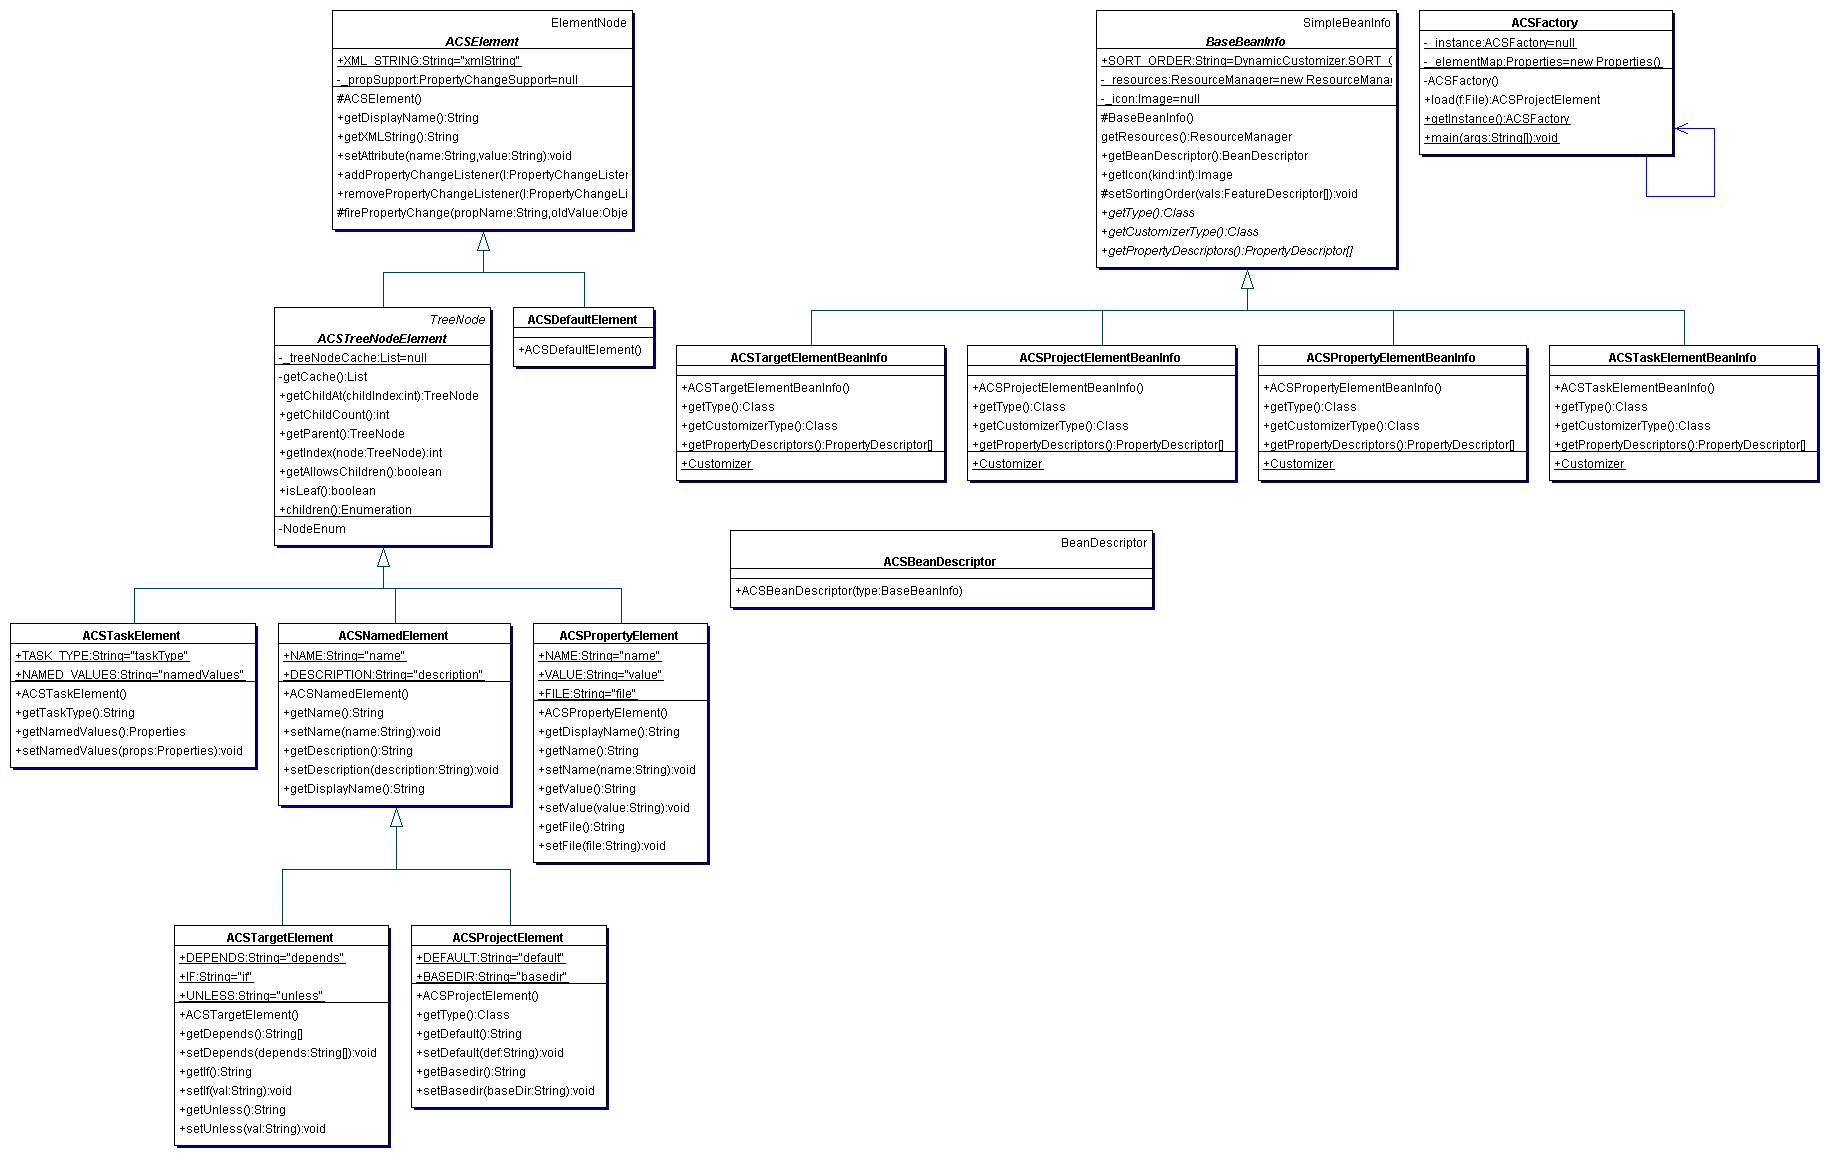 ElementNode
ACSElement
+XML_STRING:String="xmlString"
-_propSupport:PropertyChangeSupport=null
#ACSElement()
+getDisplayName():String
+getXMLString():String
+setAttribute(name:String,value:String):void
+addPropertyChangeListener(l:PropertyChangeListener
+removePropertyChangeListener(l:PropertyChangeLi
#firePropertyChange(propName:String,oldValue:Obje
SimpleBeanInfo
BaseBeanInfo
+SORT_ORDER:String=DynamicCustomizer.SORT_O
-_resources:ResourceManager=new ResourceManag
-_icon:Image=null
#BaseBeanInfo()
getResources():ResourceManager
+getBeanDescriptor():BeanDescriptor
+getIcon(kind:int):Image
#setSortingOrder(vals:FeatureDescriptor[]):void
+getType():Class
+getCustomizerType():Class
+getPropertyDescriptors():PropertyDescriptor[]
ACSFactory
-_instance:ACSFactory=null
-_elementMap:Properties=new Properties()
-ACSFactory()
+load(f:File):ACSProjectElement
+getInstance():ACSFactory
+main(args:String[]):void
TreeNode
ACSTreeNodeElement
-_treeNodeCache:List=null
-getCache():List
+getChildAt(childIndex:int):TreeNode
+getChildCount():int
+getParent():TreeNode
+getIndex(node:TreeNode):int
+getAllowsChildren():boolean
+isLeaf():boolean
+children():Enumeration
-NodeEnum
ACSDefaultElement
+ACSDefaultElement()
ACSTargetElementBeanInfo
+ACSTargetElementBeanInfo()
+getType():Class
+getCustomizerType():Class
+getPropertyDescriptors():PropertyDescriptor[]
+Customizer
ACSProjectElementBeanInfo
+ACSProjectElementBeanInfo()
+getType():Class
+getCustomizerType():Class
+getPropertyDescriptors():PropertyDescriptor[]
+Customizer
ACSPropertyElementBeanInfo
+ACSPropertyElementBeanInfo()
+getType():Class
+getCustomizerType():Class
+getPropertyDescriptors():PropertyDescriptor[]
+Customizer
ACSTaskElementBeanInfo
+ACSTaskElementBeanInfo()
+getType():Class
+getCustomizerType():Class
+getPropertyDescriptors():PropertyDescriptor[]
+Customizer
BeanDescriptor
ACSBeanDescriptor
+ACSBeanDescriptor(type:BaseBeanInfo)
ACSTaskElement
+TASK_TYPE:String="taskType"
+NAMED_VALUES:String="namedValues"
+ACSTaskElement()
+getTaskType():String
+getNamedValues():Properties
+setNamedValues(props:Properties):void
ACSNamedElement
+NAME:String="name"
+DESCRIPTION:String="description"
+ACSNamedElement()
+getName():String
+setName(name:String):void
+getDescription():String
+setDescription(description:String):void
+getDisplayName():String
ACSPropertyElement
+NAME:String="name"
+VALUE:String="value"
+FILE:String="file"
+ACSPropertyElement()
+getDisplayName():String
+getName():String
+setName(name:String):void
+getValue():String
+setValue(value:String):void
+getFile():String
+setFile(file:String):void
ACSTargetElement
+DEPENDS:String="depends"
+IF:String="if"
+UNLESS:String="unless"
+ACSTargetElement()
+getDepends():String[]
+setDepends(depends:String[]):void
+getIf():String
+setIf(val:String):void
+getUnless():String
+setUnless(val:String):void
ACSProjectElement
+DEFAULT:String="default"
+BASEDIR:String="basedir"
+ACSProjectElement()
+getType():Class
+getDefault():String
+setDefault(def:String):void
+getBasedir():String
+setBasedir(baseDir:String):void